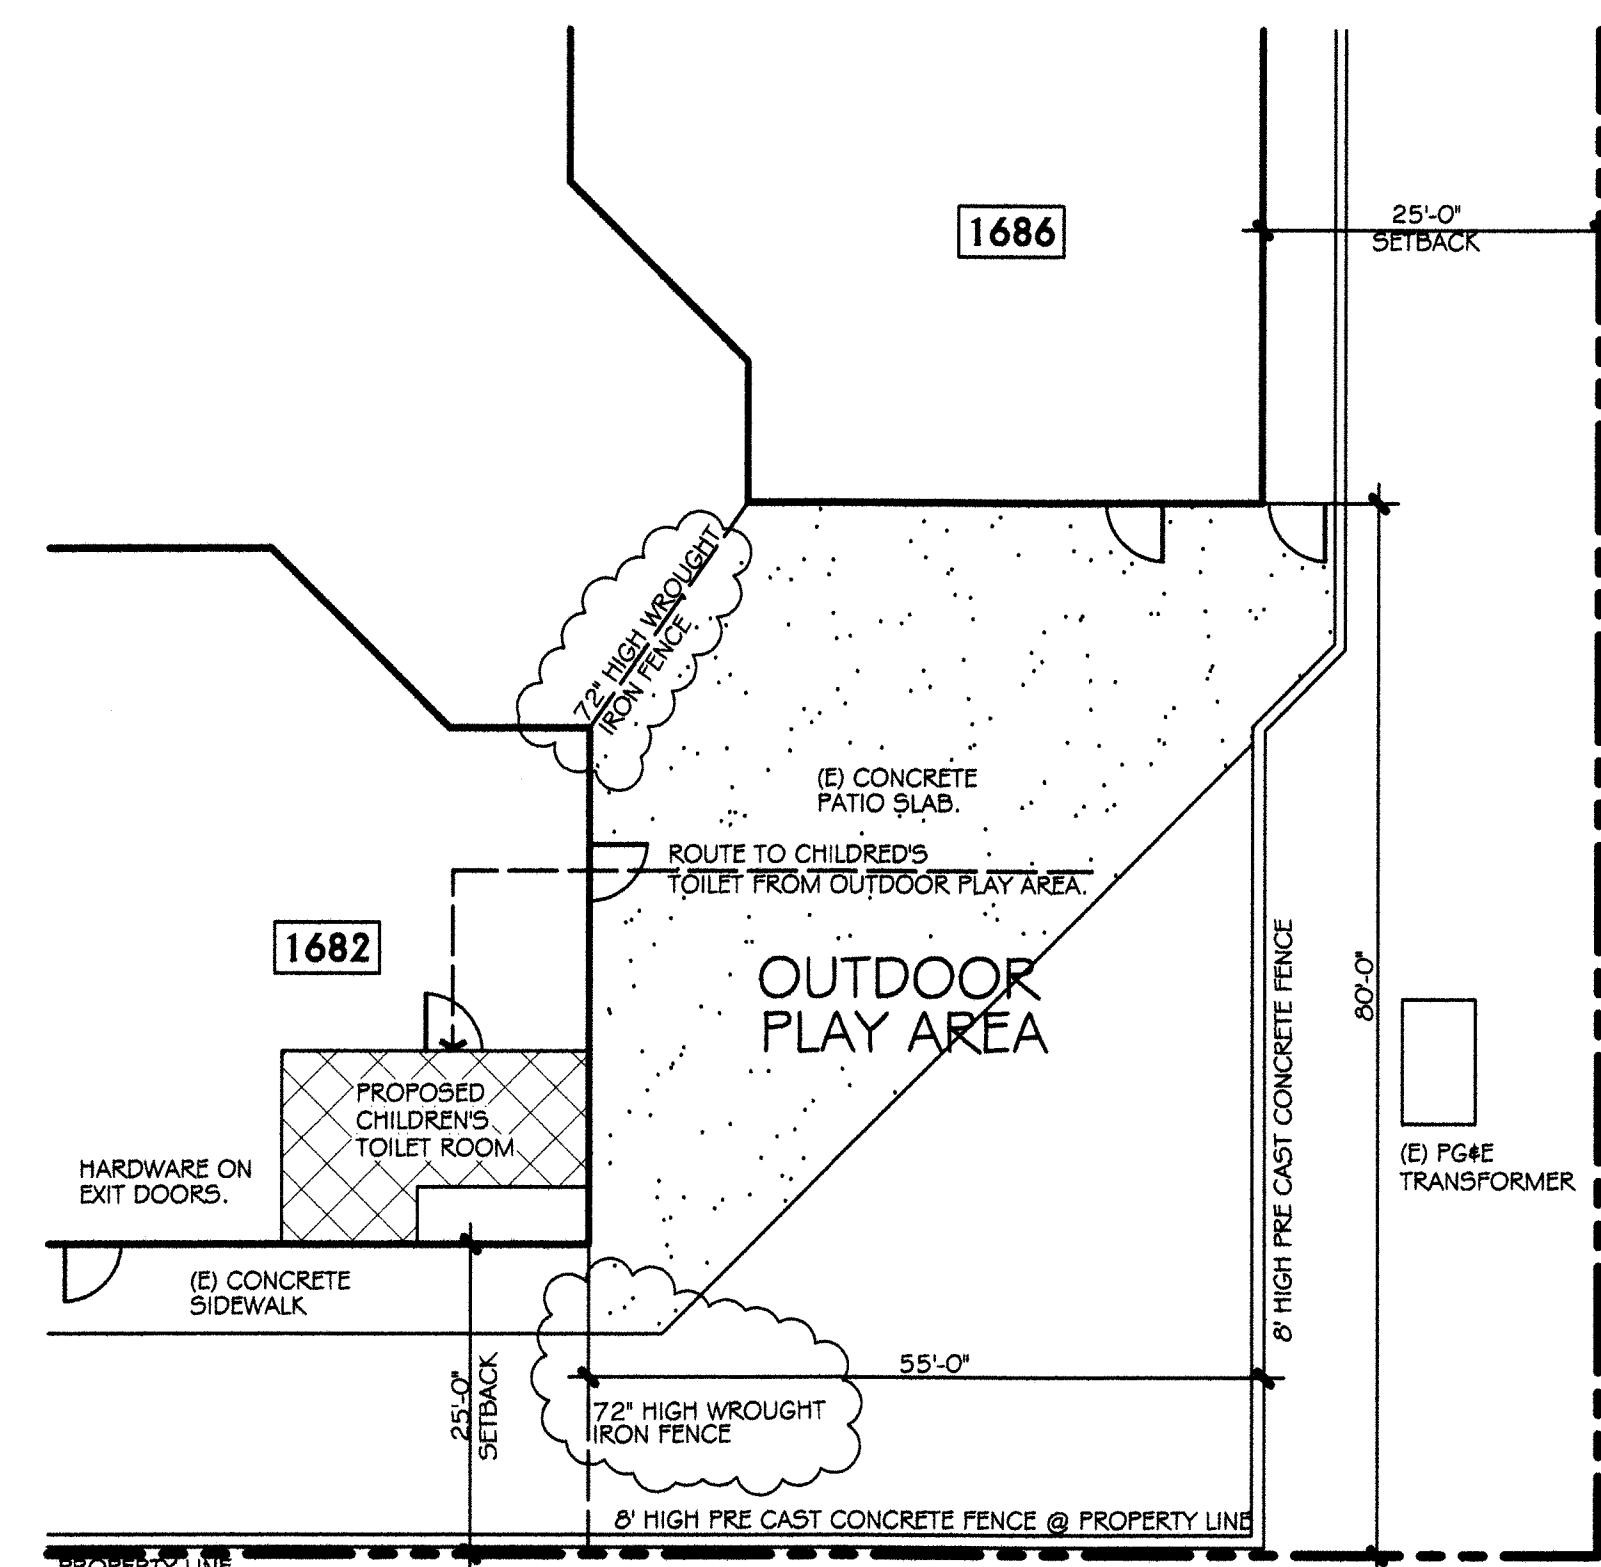 1686
25'-0"
SETBACK
72" HIGH WROUGHT
IRON FENCE
(E) CONCRETE
PATIO SLAB.
ROUTE TO CHILDRED'S
TOILET FROM OUTDOOR PLAY AREA.
1682
OUTDOOR
PLAY AREA
8' HIGH PRE CAST CONCRETE FENCE
80'-0"
PROPOSED
CHILDREN'S
TOILET ROOM
HARDWARE ON
EXIT DOORS.
(E) PG&E
TRANSFORMER
(E) CONCRETE
SIDEWALK
25'-0"
SETBACK
55'-0"
72" HIGH WROUGHT
IRON FENCE
8' HIGH PRE CAST CONCRETE FENCE @ PROPERTY LINE
PROPERTY LINE